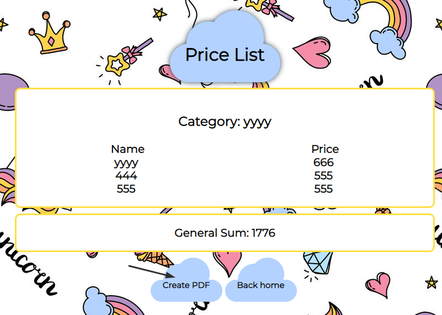 Price List
Category: yyyy
Name Price
yyyy 666
444 555
555 555
General Sum: 1776
unicorn
Create PDF Back home